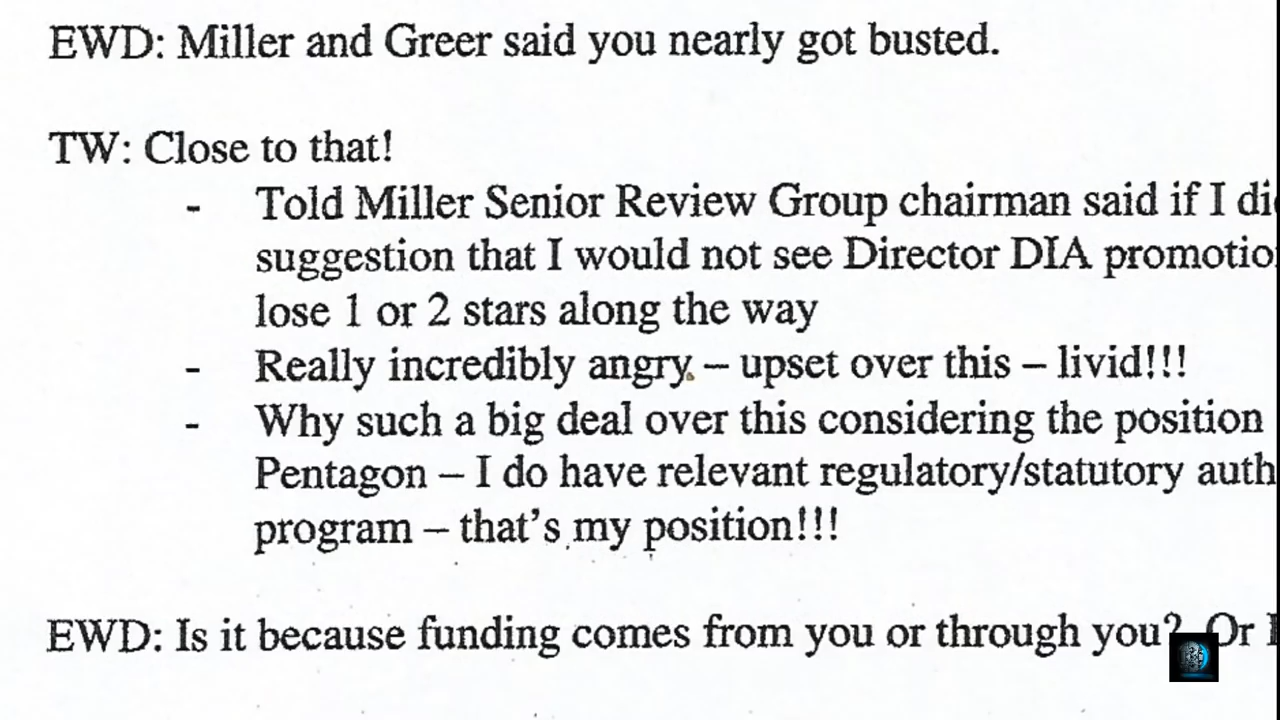 EWD: Miller and Greer said you nearly got busted.
TW: Close to that!
- Told Miller Senior Review Group chairman said if I
suggestion that I would not see Director DIA
lose 1 or 2 stars along the way
- Really incredibly angry. – upset over this – livid!!!
- Why such a big deal over this considering the position
Pentagon – I do have relevant regulatory/statutory
program – that's my position!!!
EWD: Is it because funding comes from you or through you? Or